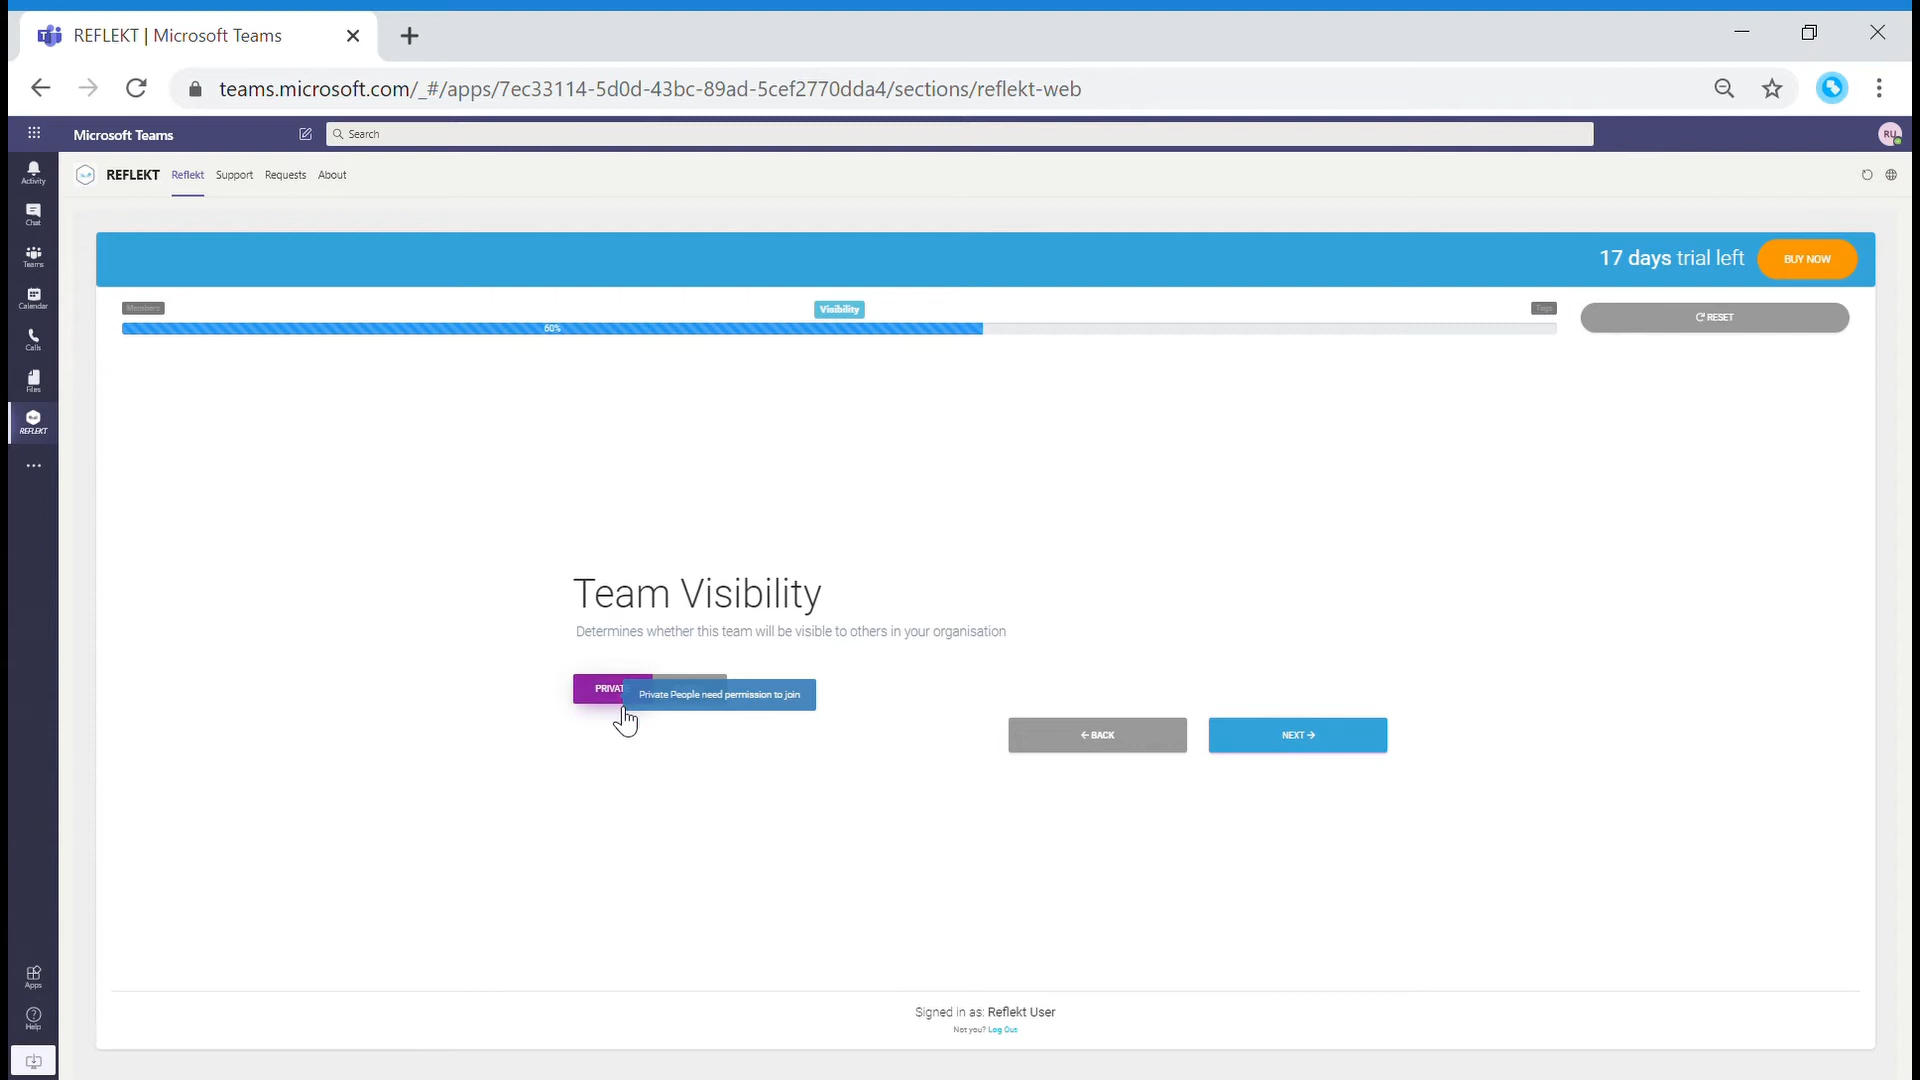 REFLEKT | Microsoft Teams
teams.microsoft.com/_#/apps/7ec33114-5d0d-43bc-89ad-5cef2770dda4/sections/reflekt-web
Microsoft Teams
Search
RU
Activity
Chat
Teams
Calendar
Calls
Files
REFLEKT
Apps
Help
REFLEKT Reflekt Support Requests About
17 days trial left BUY NOW
Members Visibility Tags
60%
RESET
Team Visibility
Determines whether this team will be visible to others in your organisation
PRIVAT
Private People need permission to join
BACK NEXT
Signed in as: Reflekt User
Not you? Log Out